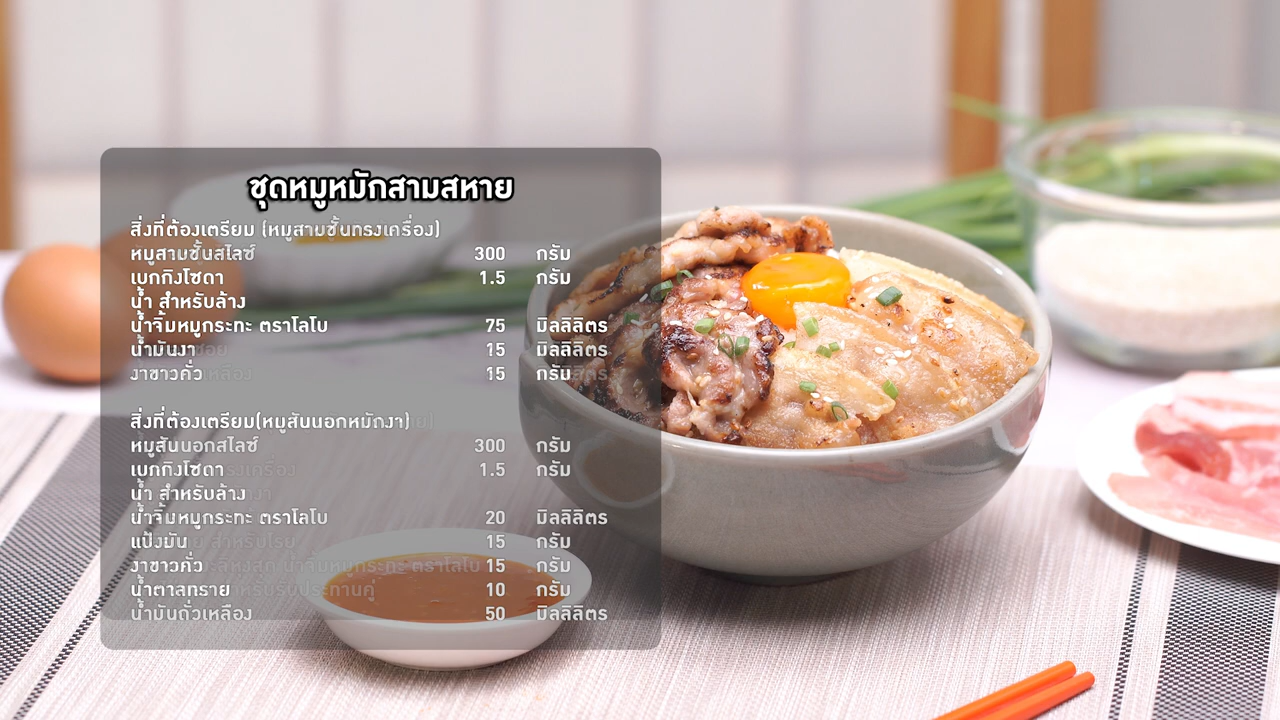 ชุดหมูหมักสามสหาย
สิ่งที่ต้องเตรียม (หมูสามชั้นทรงเครื่อง)
หมูสามชั้นสไลซ์ 300 กรัม
เบกกิงโซดา 1.5 กรัม
น้ำ สำหรับล้าง
น้ำจิ้มหมูกระทะ ตราโลโบ 75 มิลลิลิตร
น้ำมันงา 15 มิลลิลิตร
งาขาวคั่ว 15 กรัม
สิ่งที่ต้องเตรียม(หมูสันนอกหมักงา)
หมูสันนอกสไลซ์ 300 กรัม
เบกกิงโซดา 1.5 กรัม
น้ำ สำหรับล้าง
น้ำจิ้มหมูกระทะ ตราโลโบ 20 มิลลิลิตร
แป้งมัน 15 กรัม
งาขาวคั่ว 15 กรัม
น้ำตาลทราย 10 กรัม
น้ำมันถั่วเหลือง 50 มิลลิลิตร